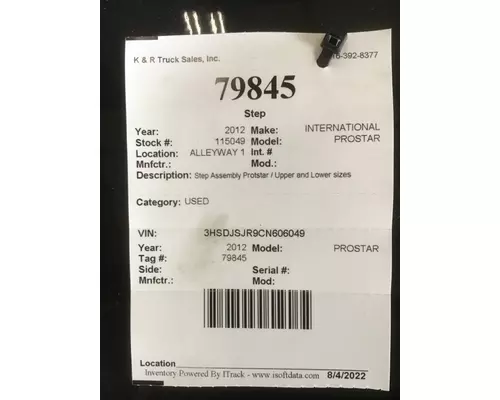 K & R Truck Sales, Inc.
16-392-8377
79845
Step
Year: 2012 Make: INTERNATIONAL
Stock #: 115049 Model: PROSTAR
Location: ALLEYWAY 1 Int. #
Mnfctr.: Mod.:
Description: Step Assembly Protstar / Upper and Lower sizes
Category: USED
VIN: 3HSDJSJR9CN606049
Year: 2012 Model: PROSTAR
Tag #: 79845
Side: Serial #:
Mnfctr.: Mod:
Location
Inventory Powered By ITrack - www.isoftdata.com 8/4/2022